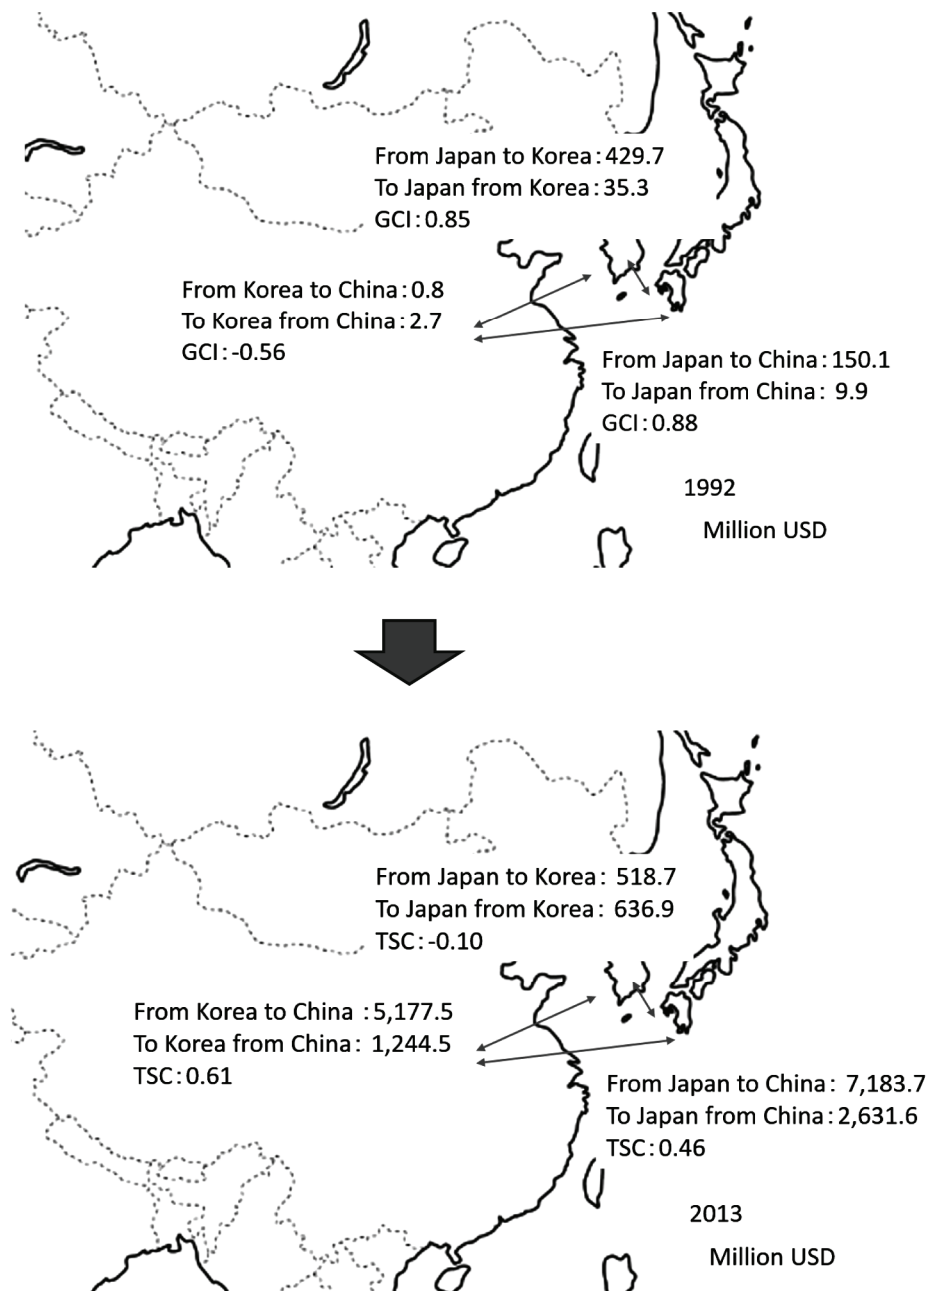 From Japan to Korea : 429.7
To Japan from Korea : 35.3
GCI : 0.85
From Korea to China : 0.8
To Korea from China : 2.7
GCI : -0.56
From Japan to China : 150.1
To Japan from China : 9.9
GCI : 0.88
1992
Million USD
From Japan to Korea : 518.7
To Japan from Korea : 636.9
TSC : -0.10
From Korea to China : 5,177.5
To Korea from China : 1,244.5
TSC : 0.61
From Japan to China : 7,183.7
To Japan from China : 2,631.6
TSC : 0.46
2013
Million USD